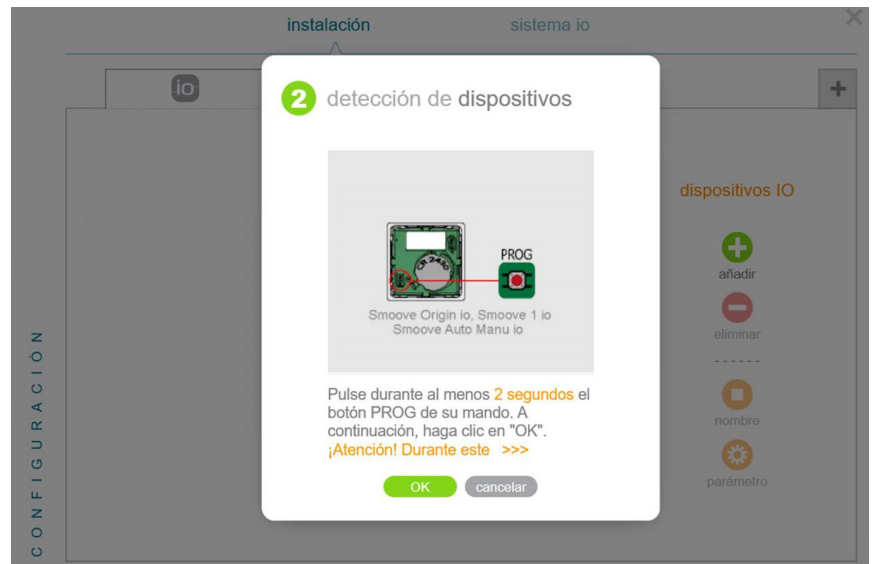 instalación
sistema io
io
2 detección de dispositivos
PROG
CR 2430
Smoove Origin io, Smoove 1 io
Smoove Auto Manu io
Pulse durante al menos 2 segundos el
botón PROG de su mando. A
continuación, haga clic en "OK".
¡Atención! Durante este >>>
OK
cancelar
dispositivos IO
añadir
eliminar
nombre
parámetro
CONFIGURACIÓN